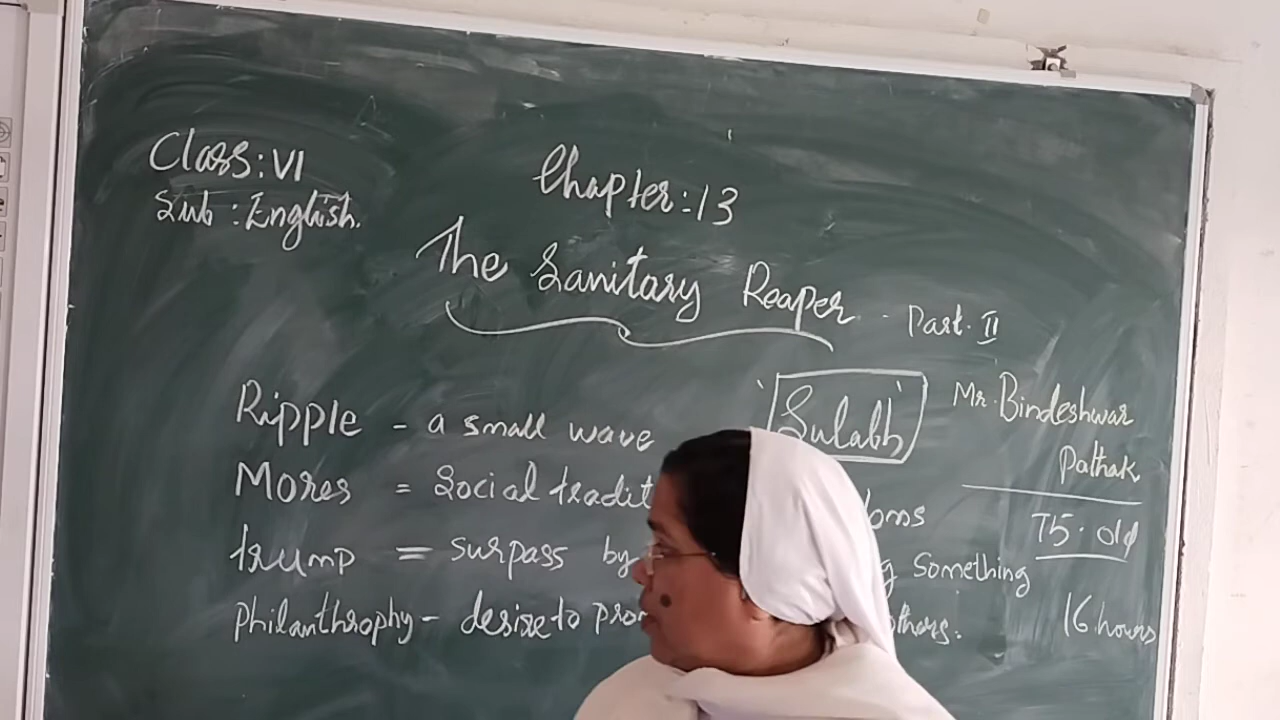 Class: VI
Sub : English.
Chapter:-13
The Sanitary Reaper - Part. II
Ripple - a small wave
Mores = Social tradit
trump = surpass by
Philanthrophy - desire to pro
'Sulabh'
Mr. Bindeshwar
Pathak
75. old
something
16 hours
others.